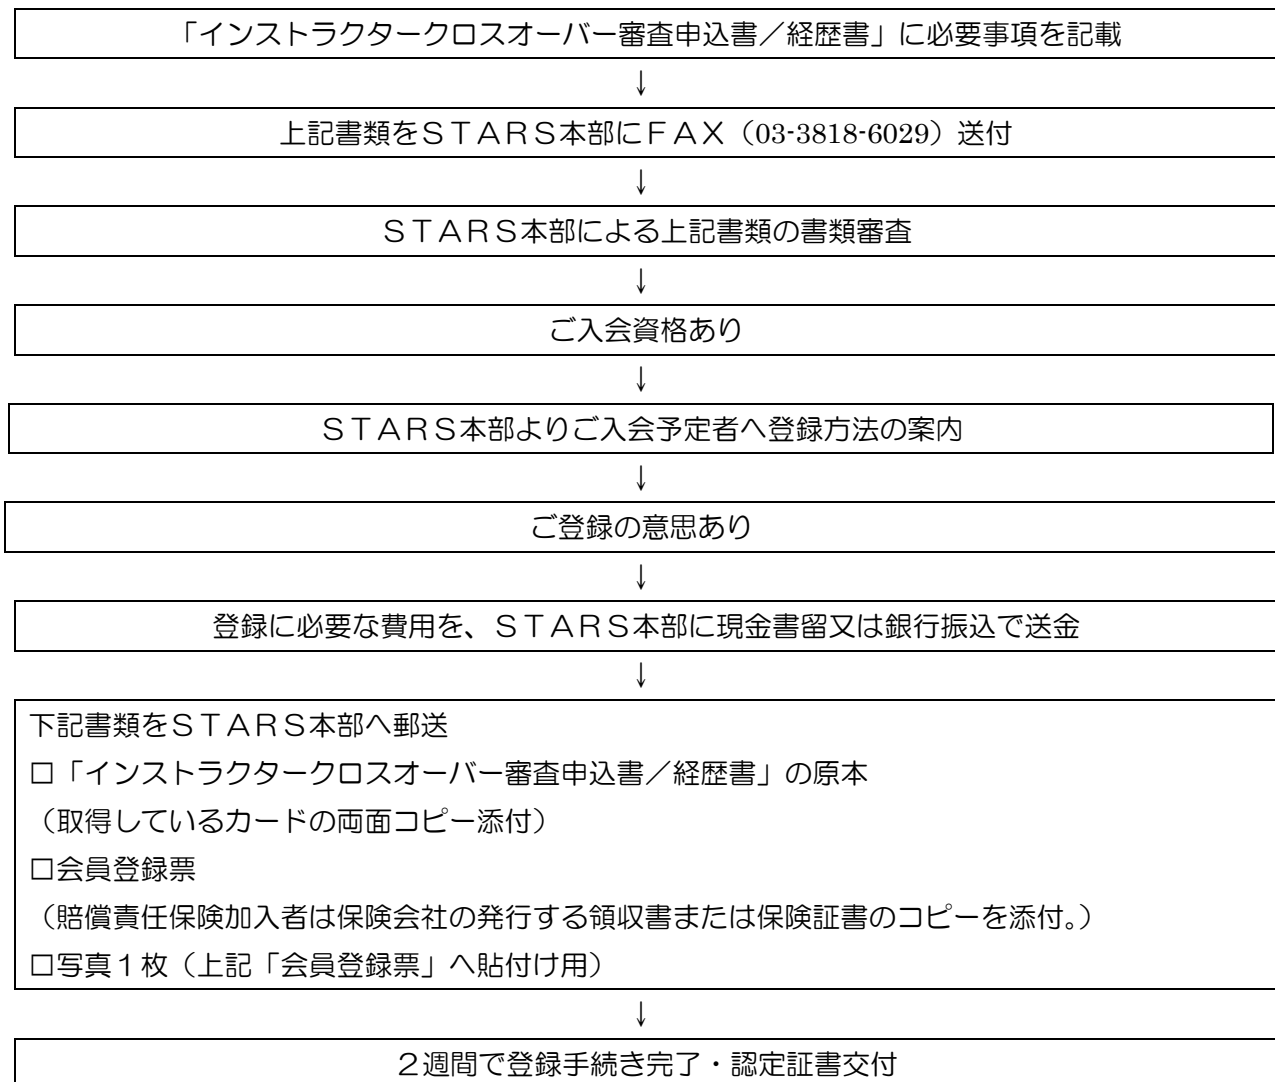 「インストラクタークロスオーバー審査申込書／経歴書」に必要事項を記載
↓
上記書類をＳＴＡＲＳ本部にＦＡＸ（03-3818-6029）送付
↓
ＳＴＡＲＳ本部による上記書類の書類審査
↓
ご入会資格あり
↓
ＳＴＡＲＳ本部よりご入会予定者へ登録方法の案内
↓
ご登録の意思あり
↓
登録に必要な費用を、ＳＴＡＲＳ本部に現金書留又は銀行振込で送金
↓
下記書類をＳＴＡＲＳ本部へ郵送
□「インストラクタークロスオーバー審査申込書／経歴書」の原本
（取得しているカードの両面コピー添付）
□会員登録票
（賠償責任保険加入者は保険会社の発行する領収書または保険証書のコピーを添付。）
□写真１枚（上記「会員登録票」へ貼付け用）
↓
２週間で登録手続き完了・認定証書交付